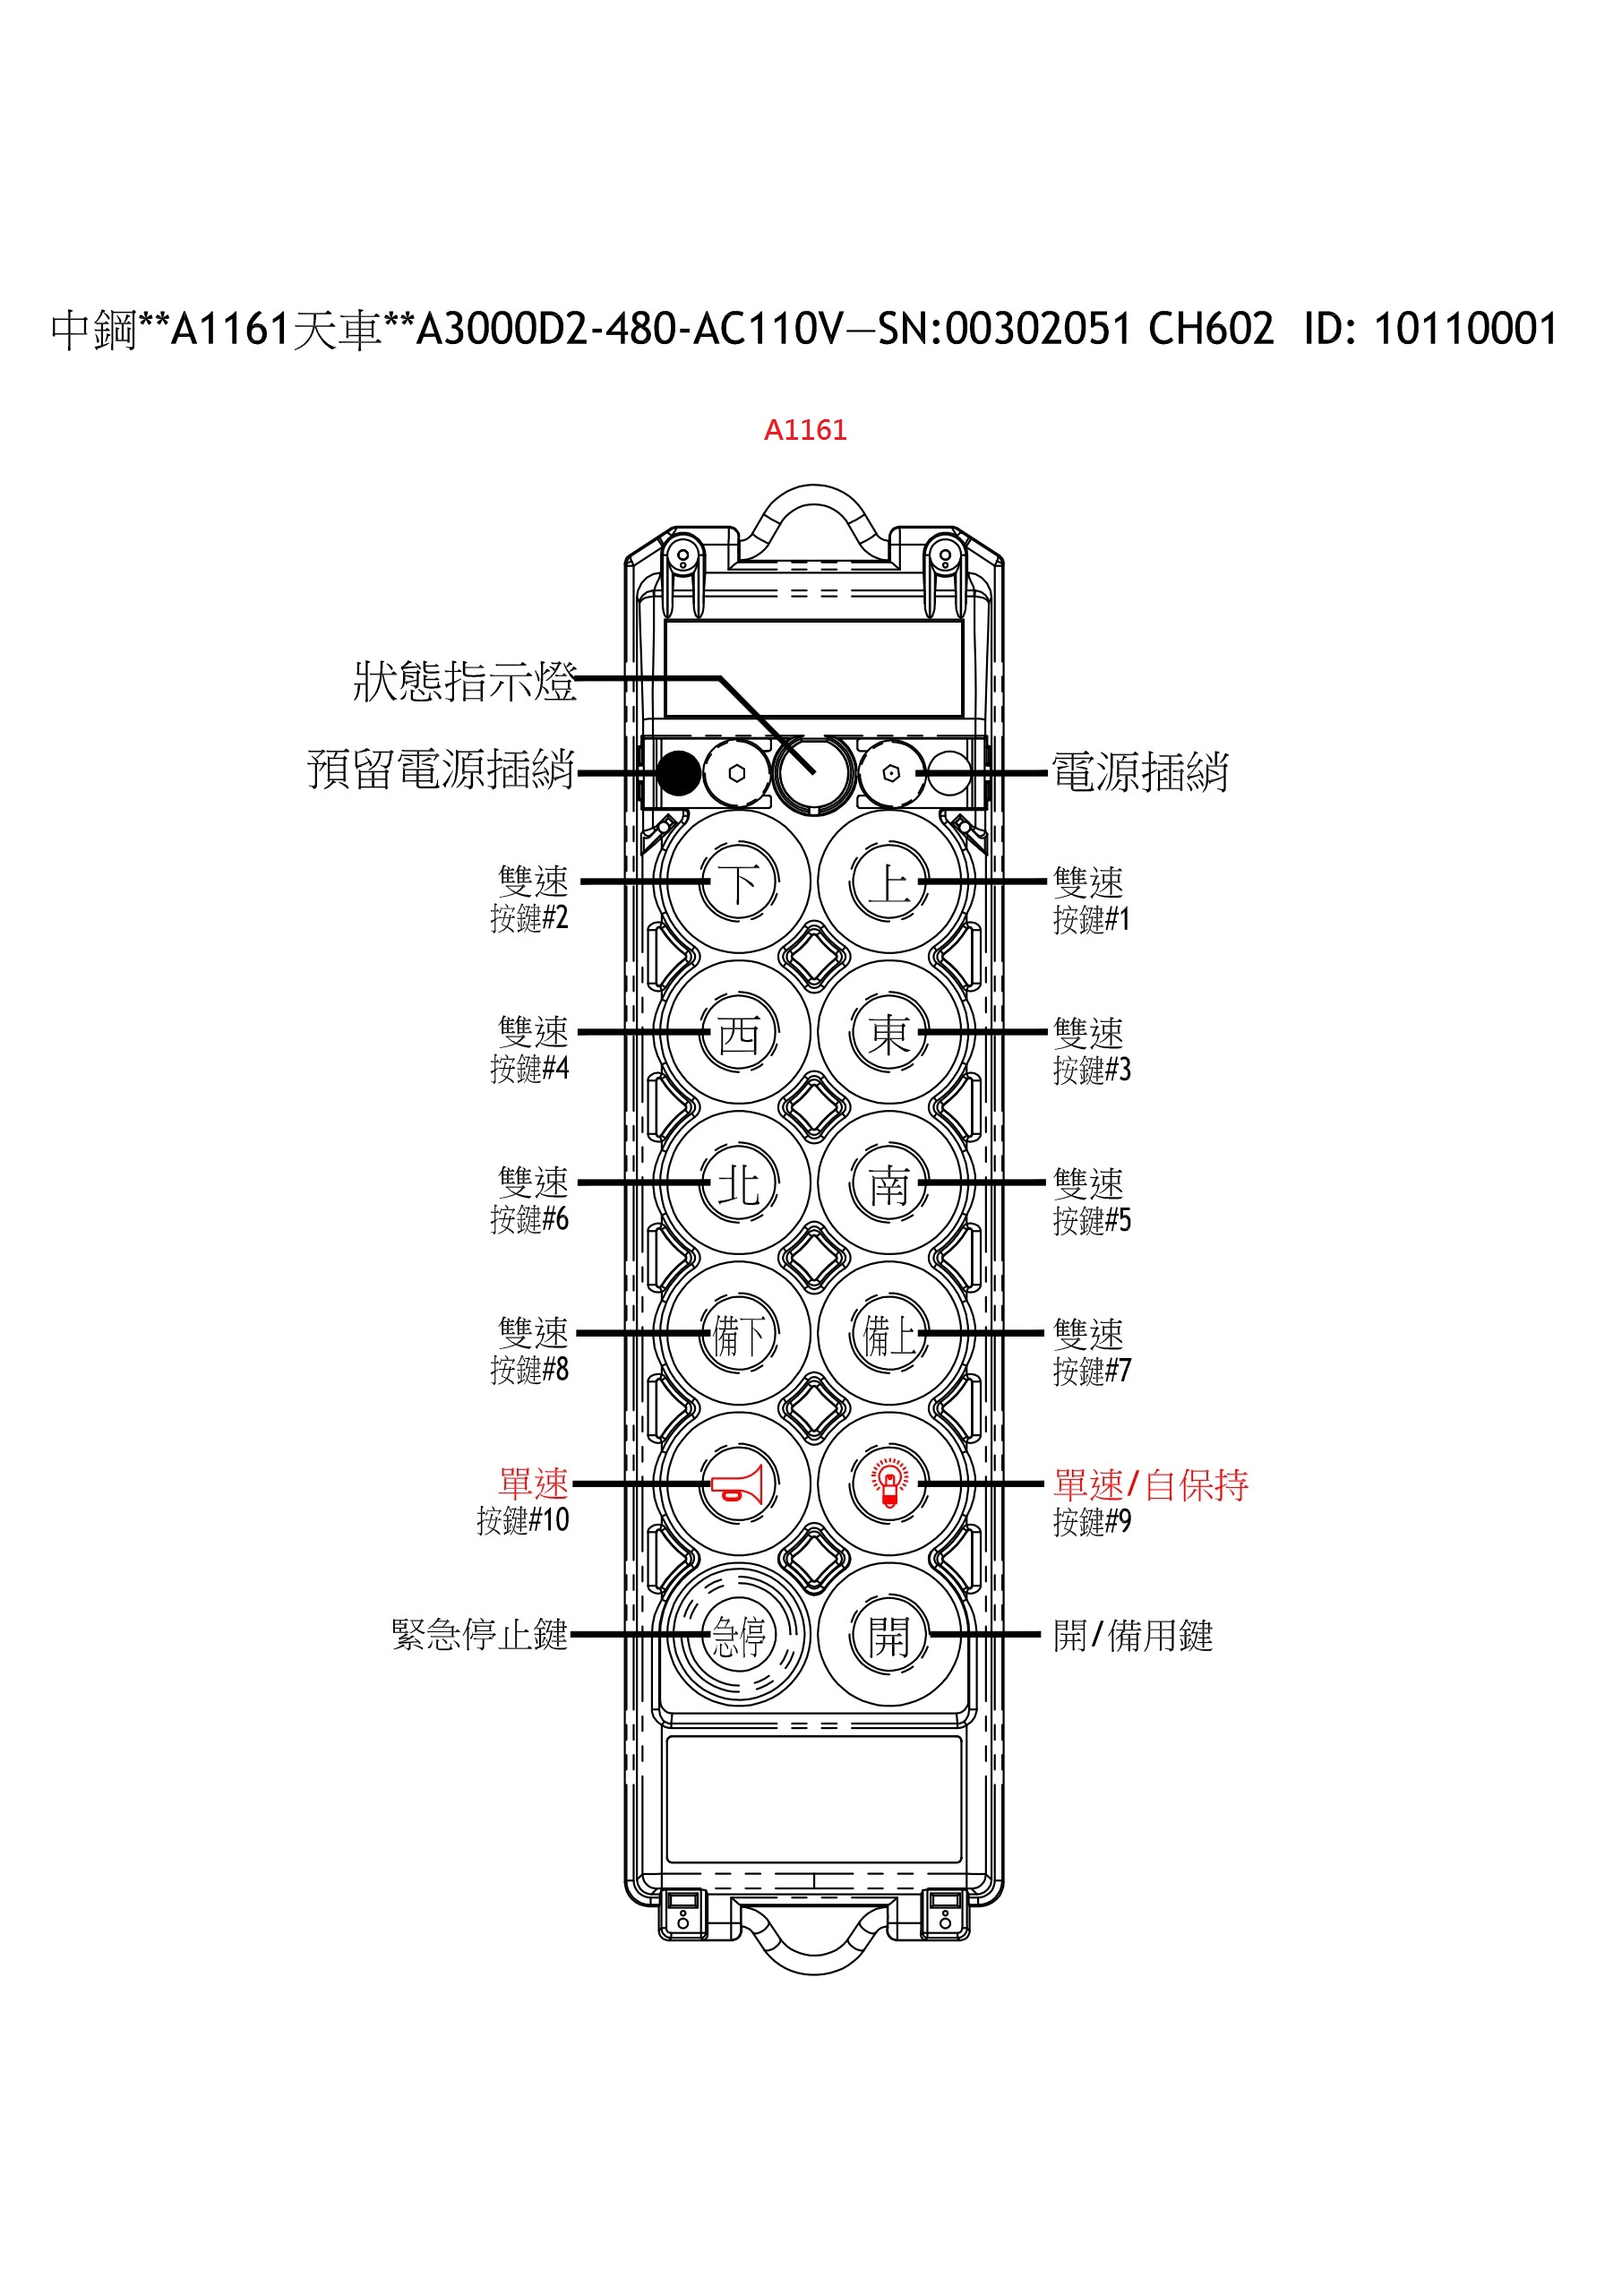 中鋼**A1161天車**A3000D2-480-AC110V—SN:00302051 CH602 ID: 10110001
A1161
狀態指示燈
預留電源插銷
電源插銷
雙速
按鍵#2
下
上
雙速
按鍵#1
雙速
按鍵#4
西
東
雙速
按鍵#3
雙速
按鍵#6
北
南
雙速
按鍵#5
雙速
按鍵#8
備下
備上
雙速
按鍵#7
單速
按鍵#10
單速/自保持
按鍵#9
緊急停止鍵
急停
開
開/備用鍵